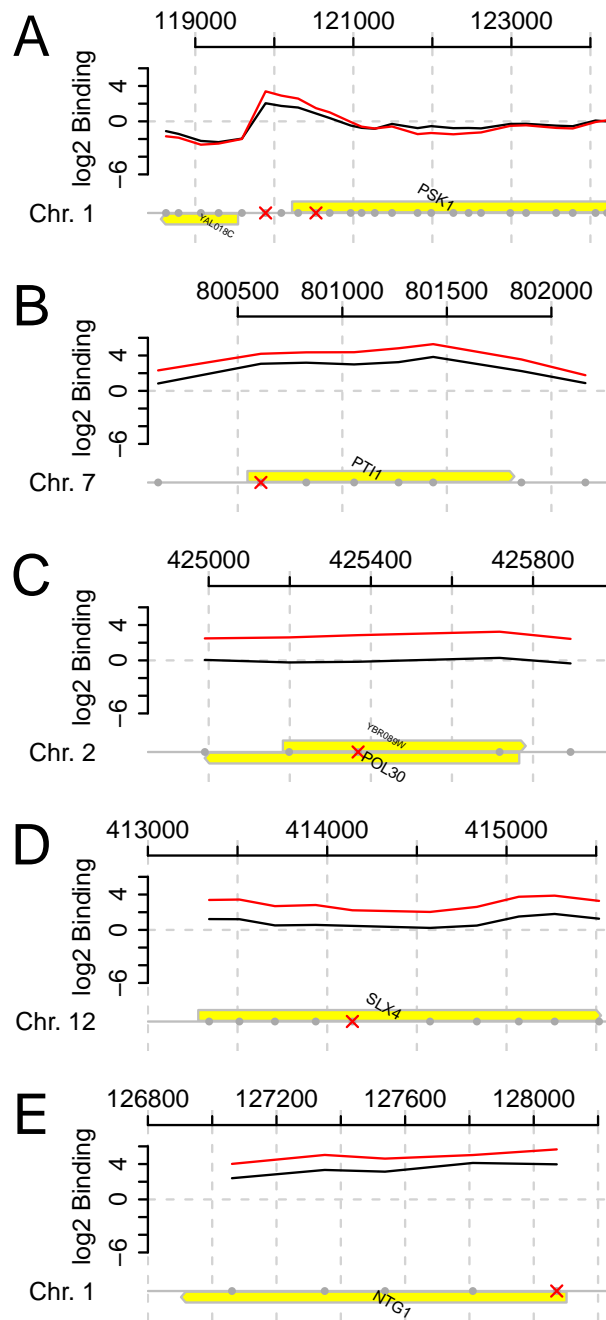 A
119000 121000 123000
log2 Binding
4
0
−6
PSK1
YAL018C
Chr. 1
B
800500 801000 801500 802000
log2 Binding
4
0
−6
PTI1
Chr. 7
C
425000 425400 425800
log2 Binding
4
0
−6
YBR089W
Chr. 2
POL30
D
413000 414000 415000
log2 Binding
4
0
−6
SLX4
Chr. 12
E
126800 127200 127600 128000
log2 Binding
4
0
−6
Chr. 1
NTG1